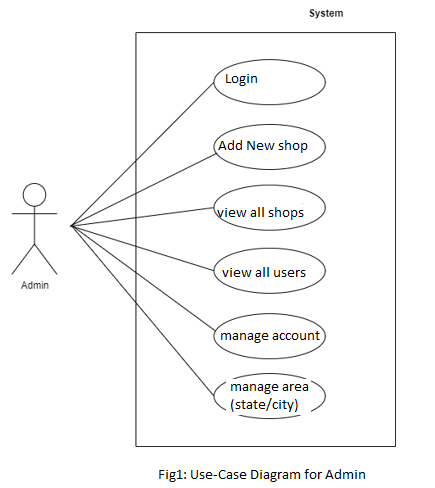 System
Login
Add New shop
view all shops
view all users
Admin
manage account
manage area
(state/city)
Fig1: Use-Case Diagram for Admin